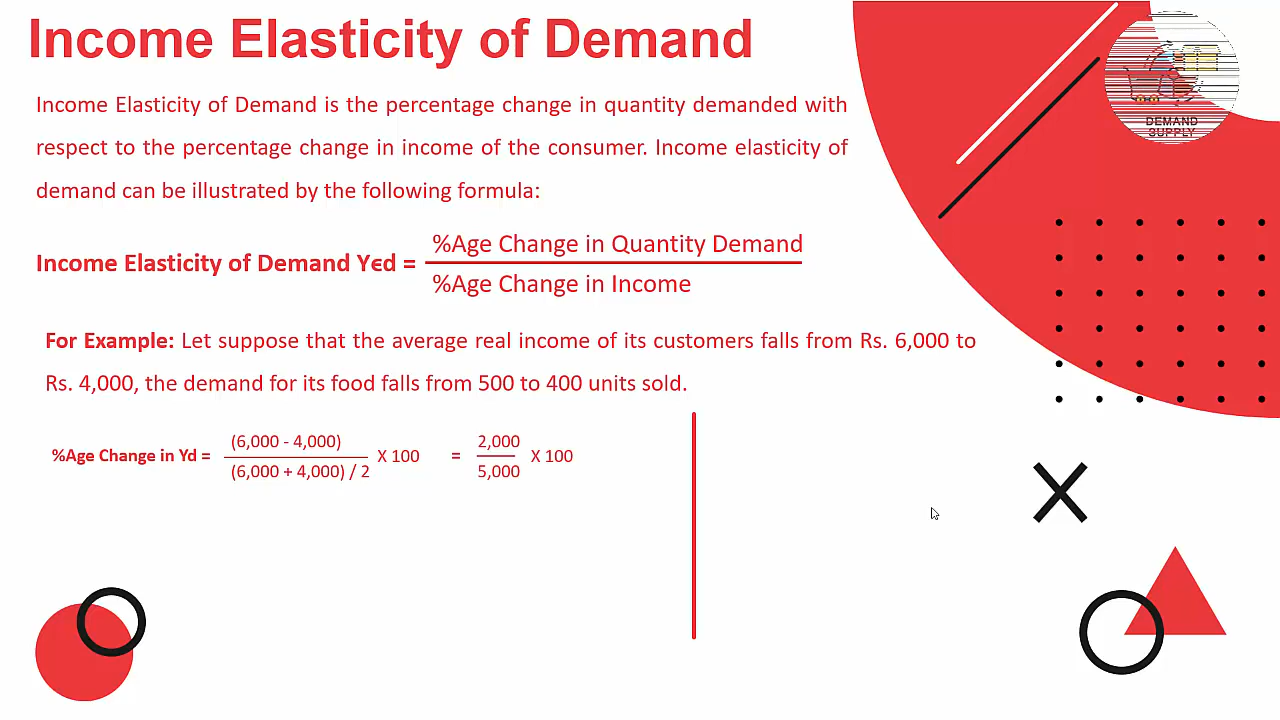 Income Elasticity of Demand
DEMAND
SUPPLY
Income Elasticity of Demand is the percentage change in quantity demanded with
respect to the percentage change in income of the consumer. Income elasticity of
demand can be illustrated by the following formula:
Income Elasticity of Demand Yϵd = %Age Change in Quantity Demand
%Age Change in Income
For Example: Let suppose that the average real income of its customers falls from Rs. 6,000 to
Rs. 4,000, the demand for its food falls from 500 to 400 units sold.
%Age Change in Yd = (6,000 - 4,000)
(6,000 + 4,000) / 2
X 100 = 2,000
5,000
X 100